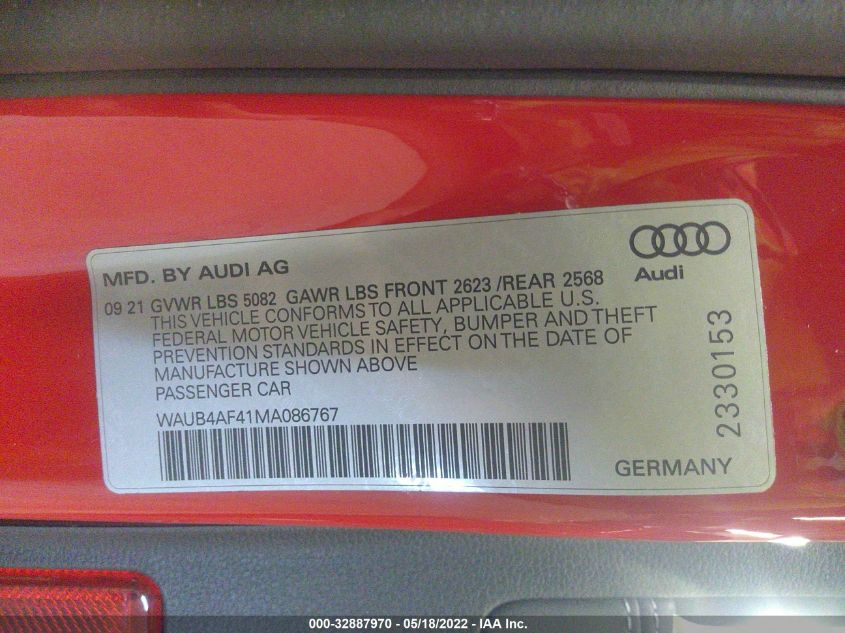 MFD. BY AUDI AG
Audi
09 21 GVWR LBS 5082 GAWR LBS FRONT 2623 /REAR 2568
THIS VEHICLE CONFORMS TO ALL APPLICABLE U.S.
FEDERAL MOTOR VEHICLE SAFETY, BUMPER AND THEFT
PREVENTION STANDARDS IN EFFECT ON THE DATE OF
MANUFACTURE SHOWN ABOVE
PASSENGER CAR
WAUB4AF41MA086767
2330153
GERMANY
000-32887970 - 05/18/2022 - IAA Inc.